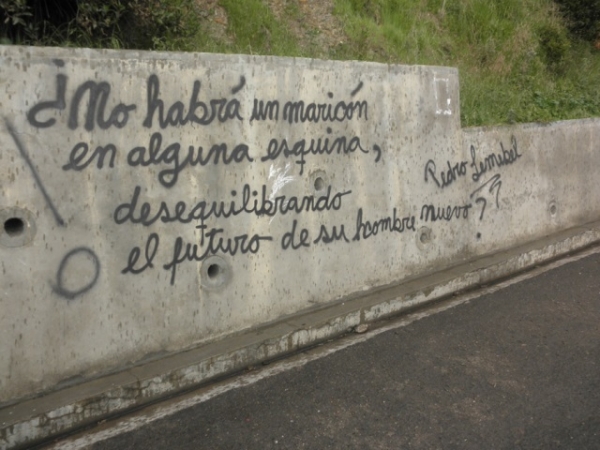 ¿No habrá un maricón
en alguna esquina,
desequilibrando
el futuro de su hombre nuevo??
Pedro Lemebel